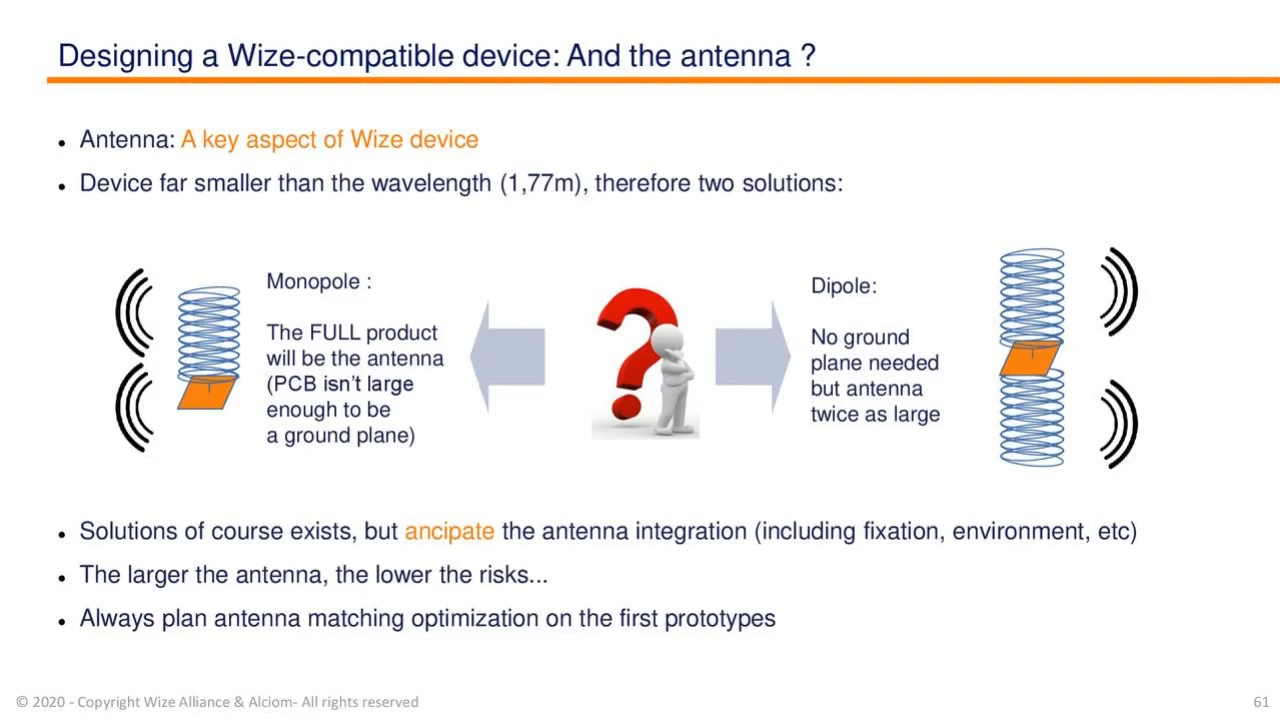 Designing a Wize-compatible device: And the antenna ?
• Antenna: A key aspect of Wize device
• Device far smaller than the wavelength (1,77m), therefore two solutions:
Monopole :
The FULL product
will be the antenna
(PCB isn't large
enough to be
a ground plane)
Dipole:
No ground
plane needed
but antenna
twice as large
• Solutions of course exists, but ancipate the antenna integration (including fixation, environment, etc)
• The larger the antenna, the lower the risks...
• Always plan antenna matching optimization on the first prototypes
© 2020 - Copyright Wize Alliance & Alciom- All rights reserved
61